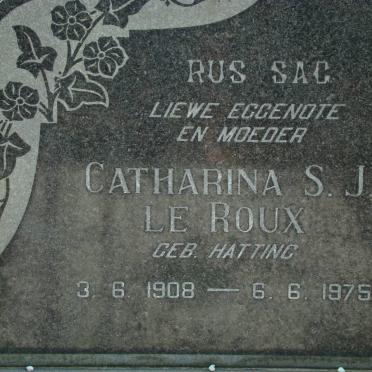 RUS SAG
LIEWE EGGENOTE
EN MOEDER
CATHARINA S. J.
LE ROUX
GEB. HATTING
3. 6. 1908 — 6. 6. 1975